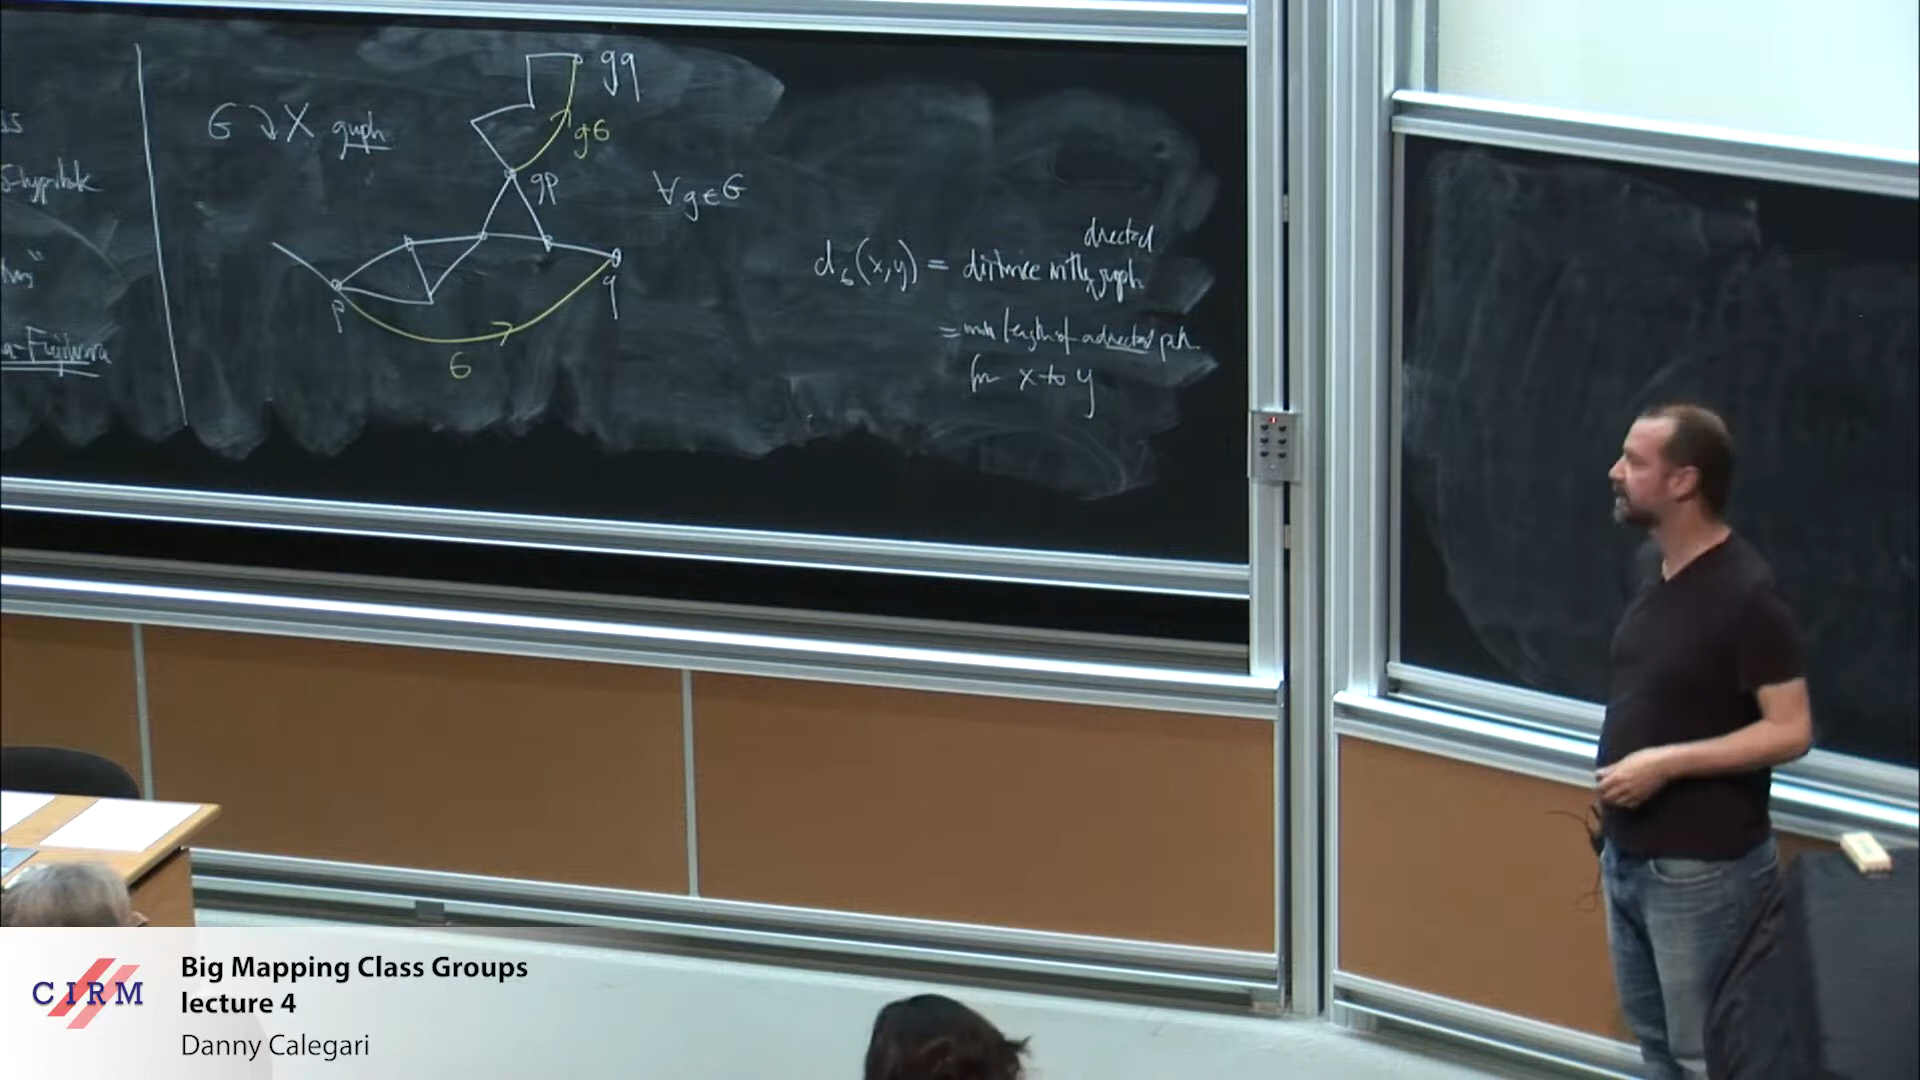 G ↷ X graph
gq
gσ
gp
∀g∈G
p
q
σ
directed
d_σ(x,y) = distance in the graph
= min length of a directed path
from x to y
-Fujiwara
CIRM
Big Mapping Class Groups
lecture 4
Danny Calegari